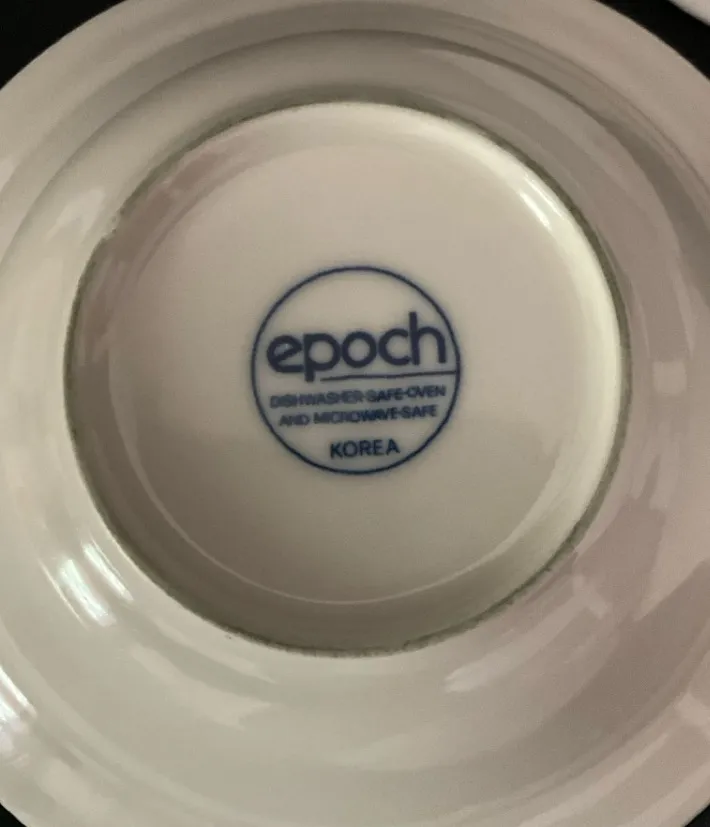 epoch
DISHWASHER-SAFE-OVEN
AND MICROWAVE-SAFE
KOREA